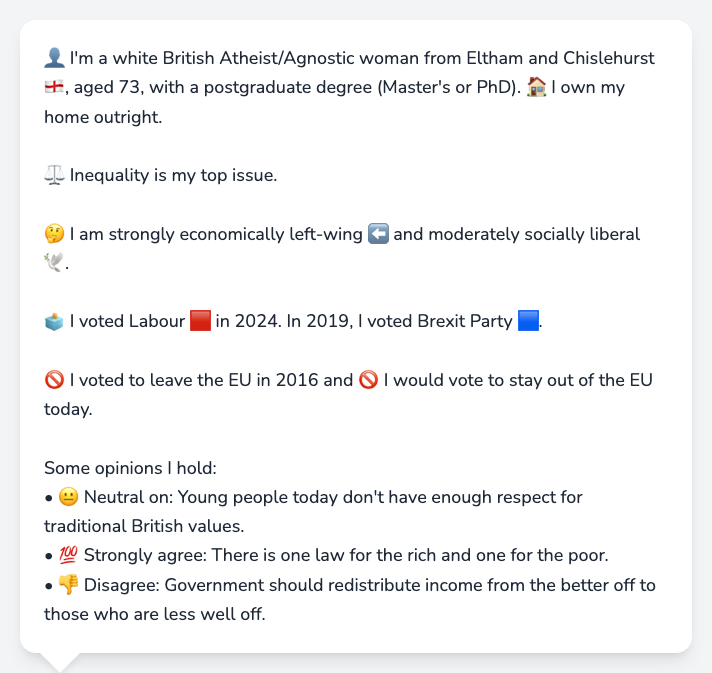 👤 I'm a white British Atheist/Agnostic woman from Eltham and Chislehurst
🏴󠁧󠁢󠁥󠁮󠁧󠁿, aged 73, with a postgraduate degree (Master's or PhD). 🏠 I own my
home outright.
⚖️ Inequality is my top issue.
🤔 I am strongly economically left-wing ⬅️ and moderately socially liberal
🕊️.
🗳️ I voted Labour 🟥 in 2024. In 2019, I voted Brexit Party 🟦.
🚫 I voted to leave the EU in 2016 and 🚫 I would vote to stay out of the EU
today.
Some opinions I hold:
• 😐 Neutral on: Young people today don't have enough respect for
traditional British values.
• 💯 Strongly agree: There is one law for the rich and one for the poor.
• 👎 Disagree: Government should redistribute income from the better off to
those who are less well off.